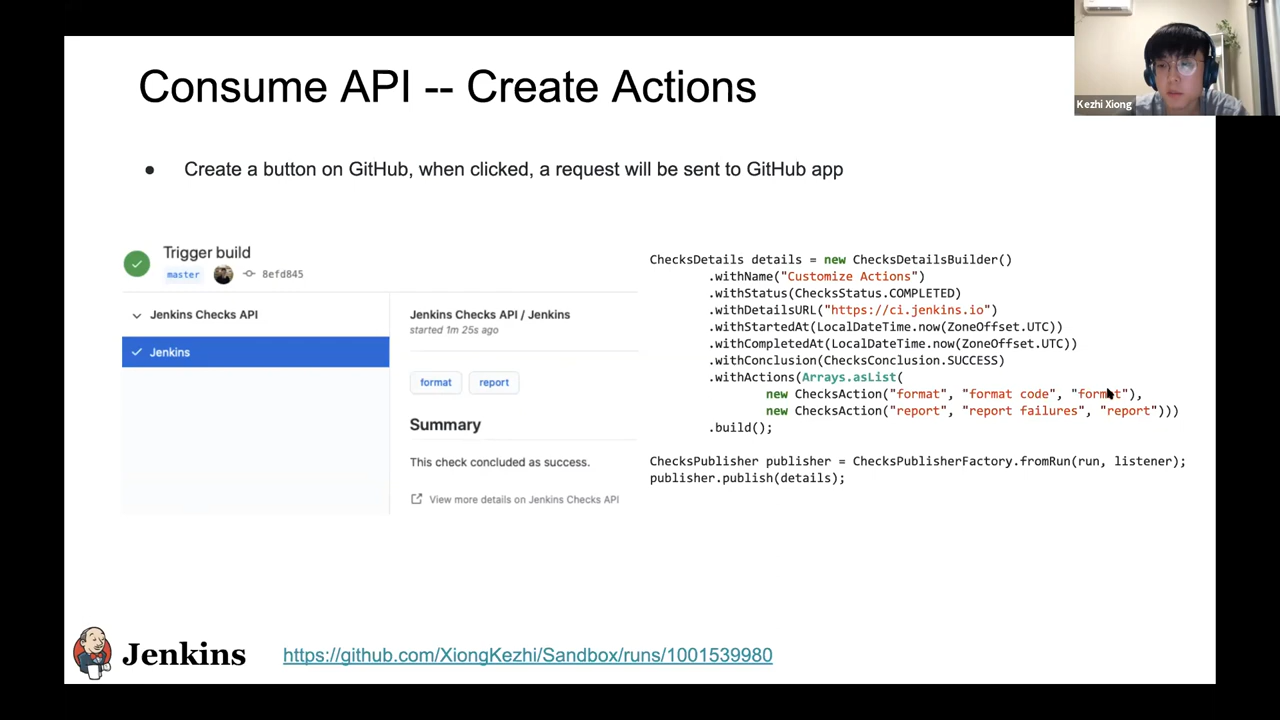 Consume API -- Create Actions
Kezhi Xiong
● Create a button on GitHub, when clicked, a request will be sent to GitHub app
Trigger build
master 8efd845
Jenkins Checks API
Jenkins
Jenkins Checks API / Jenkins
started 1m 25s ago
format report
Summary
This check concluded as success.
View more details on Jenkins Checks API
ChecksDetails details = new ChecksDetailsBuilder()
.withName("Customize Actions")
.withStatus(ChecksStatus.COMPLETED)
.withDetailsURL("https://ci.jenkins.io")
.withStartedAt(LocalDateTime.now(ZoneOffset.UTC))
.withCompletedAt(LocalDateTime.now(ZoneOffset.UTC))
.withConclusion(ChecksConclusion.SUCCESS)
.withActions(Arrays.asList(
new ChecksAction("format", "format code", "format"),
new ChecksAction("report", "report failures", "report")))
.build();
ChecksPublisher publisher = ChecksPublisherFactory.fromRun(run, listener);
publisher.publish(details);
Jenkins
https://github.com/XiongKezhi/Sandbox/runs/1001539980